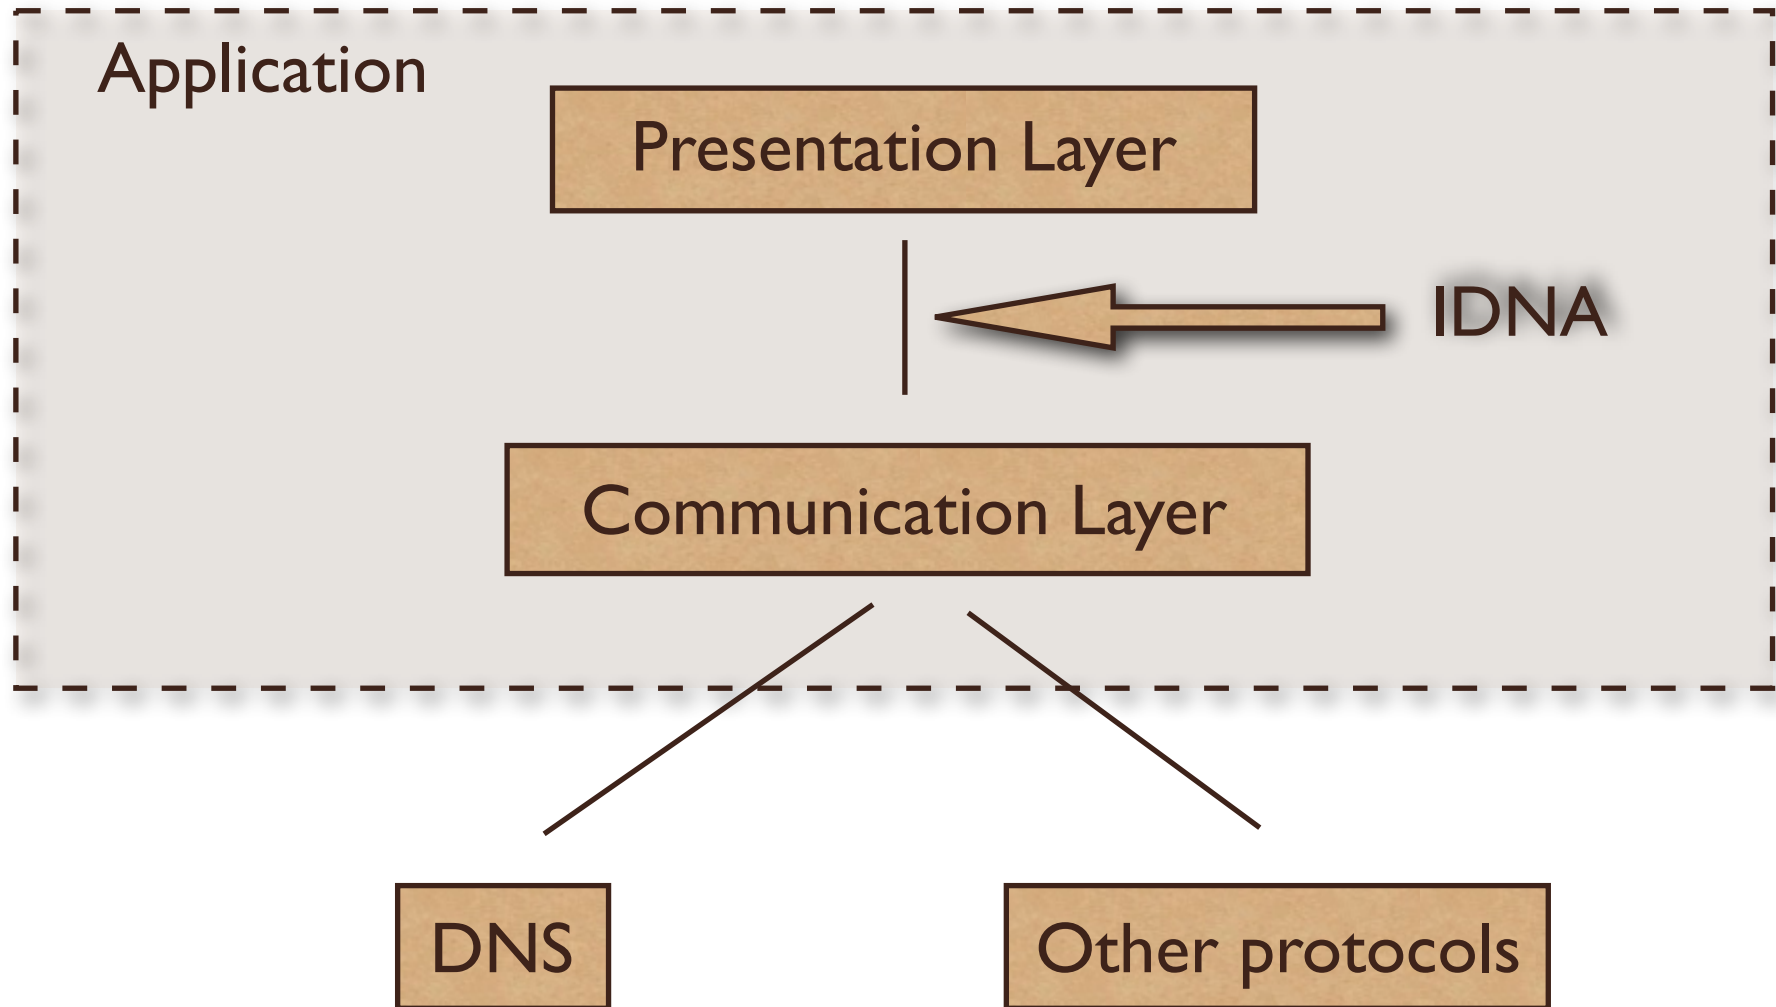 Application
Presentation Layer
IDNA
Communication Layer
DNS
Other protocols